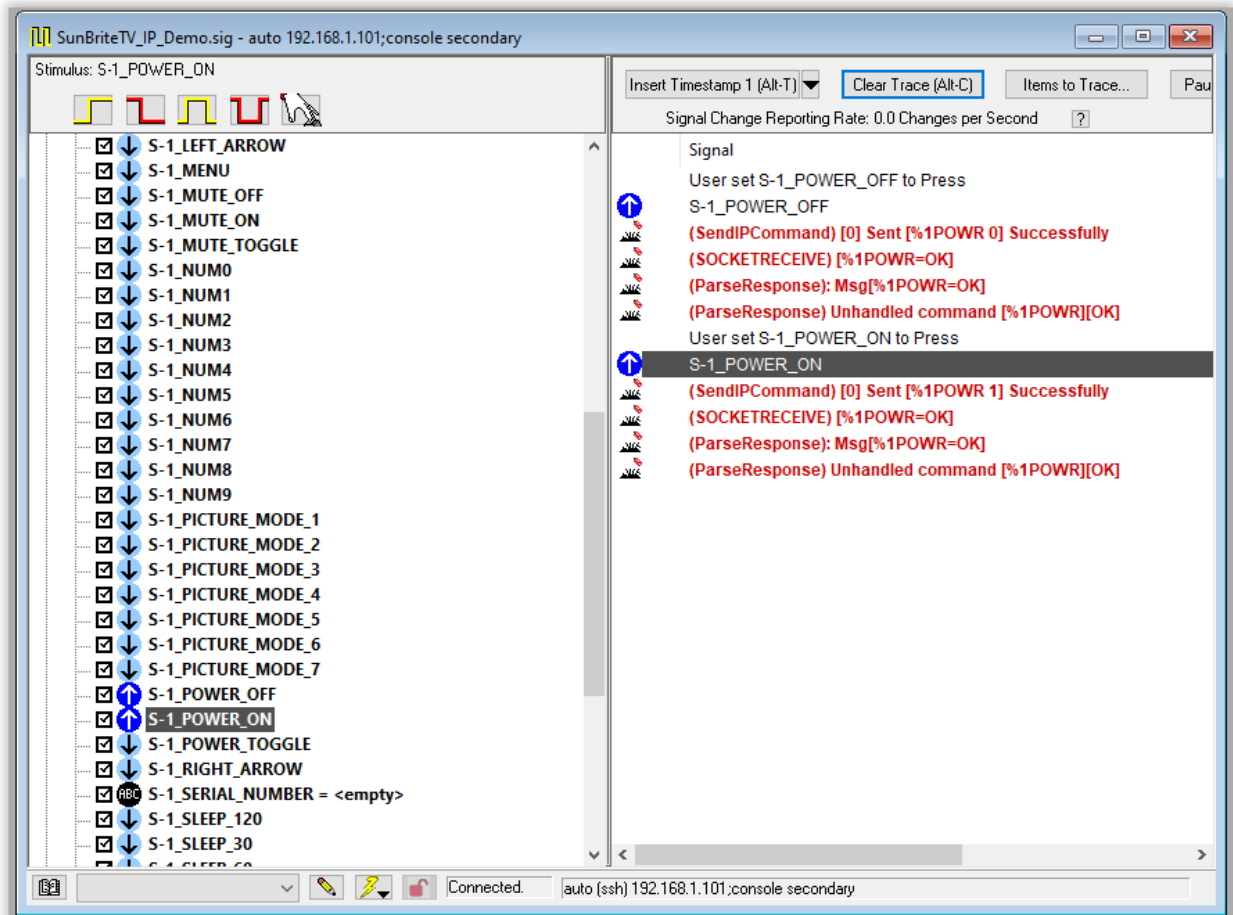 SunBriteTV_IP_Demo.sig - auto 192.168.1.101;console secondary
Stimulus: S-1_POWER_ON
S-1_LEFT_ARROW
S-1_MENU
S-1_MUTE_OFF
S-1_MUTE_ON
S-1_MUTE_TOGGLE
S-1_NUM0
S-1_NUM1
S-1_NUM2
S-1_NUM3
S-1_NUM4
S-1_NUM5
S-1_NUM6
S-1_NUM7
S-1_NUM8
S-1_NUM9
S-1_PICTURE_MODE_1
S-1_PICTURE_MODE_2
S-1_PICTURE_MODE_3
S-1_PICTURE_MODE_4
S-1_PICTURE_MODE_5
S-1_PICTURE_MODE_6
S-1_PICTURE_MODE_7
S-1_POWER_OFF
S-1_POWER_ON
S-1_POWER_TOGGLE
S-1_RIGHT_ARROW
ABC S-1_SERIAL_NUMBER = <empty>
S-1_SLEEP_120
S-1_SLEEP_30
Insert Timestamp 1 (Alt-T) Clear Trace (Alt-C) Items to Trace... Pau
Signal Change Reporting Rate: 0.0 Changes per Second ?
Signal
User set S-1_POWER_OFF to Press
S-1_POWER_OFF
(SendIPCommand) [0] Sent [%1POWR 0] Successfully
(SOCKETRECEIVE) [%1POWR=OK]
(ParseResponse): Msg[%1POWR=OK]
(ParseResponse) Unhandled command [%1POWR][OK]
User set S-1_POWER_ON to Press
S-1_POWER_ON
(SendIPCommand) [0] Sent [%1POWR 1] Successfully
(SOCKETRECEIVE) [%1POWR=OK]
(ParseResponse): Msg[%1POWR=OK]
(ParseResponse) Unhandled command [%1POWR][OK]
Connected. auto (ssh) 192.168.1.101;console secondary